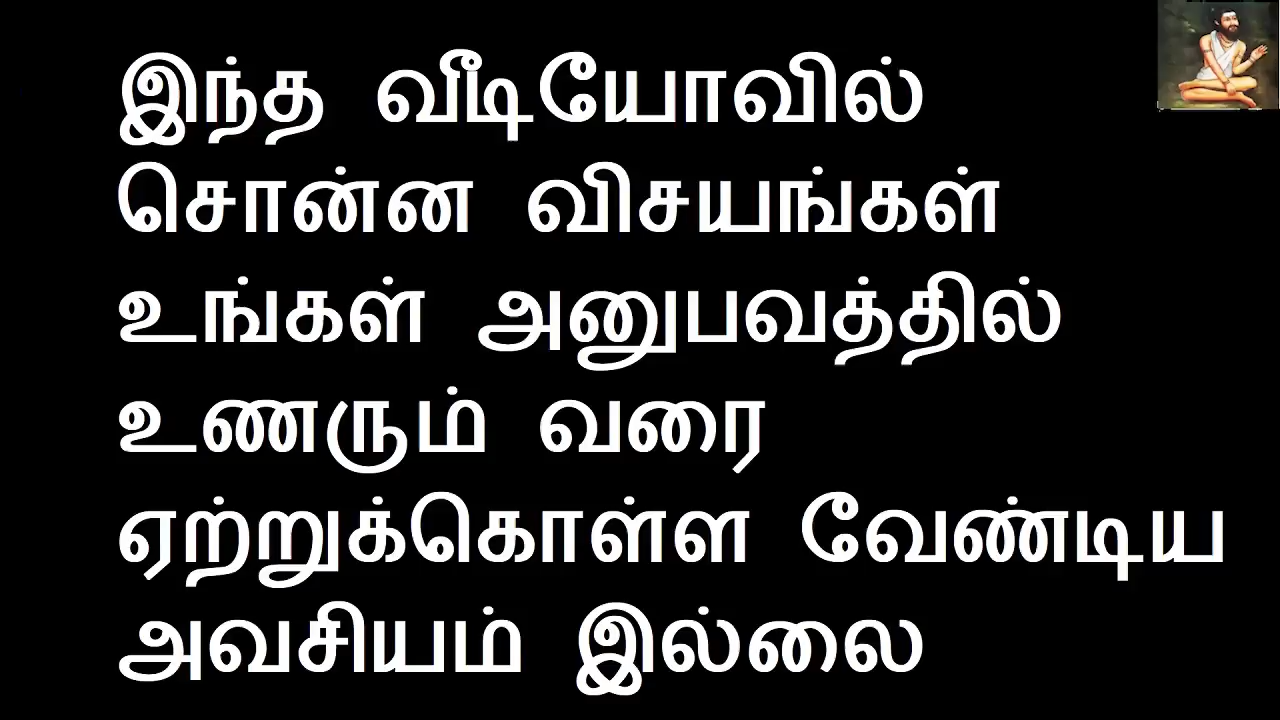 இந்த வீடியோவில்
சொன்ன விசயங்கள்
உங்கள் அனுபவத்தில்
உணரும் வரை
ஏற்றுக்கொள்ள வேண்டிய
அவசியம் இல்லை